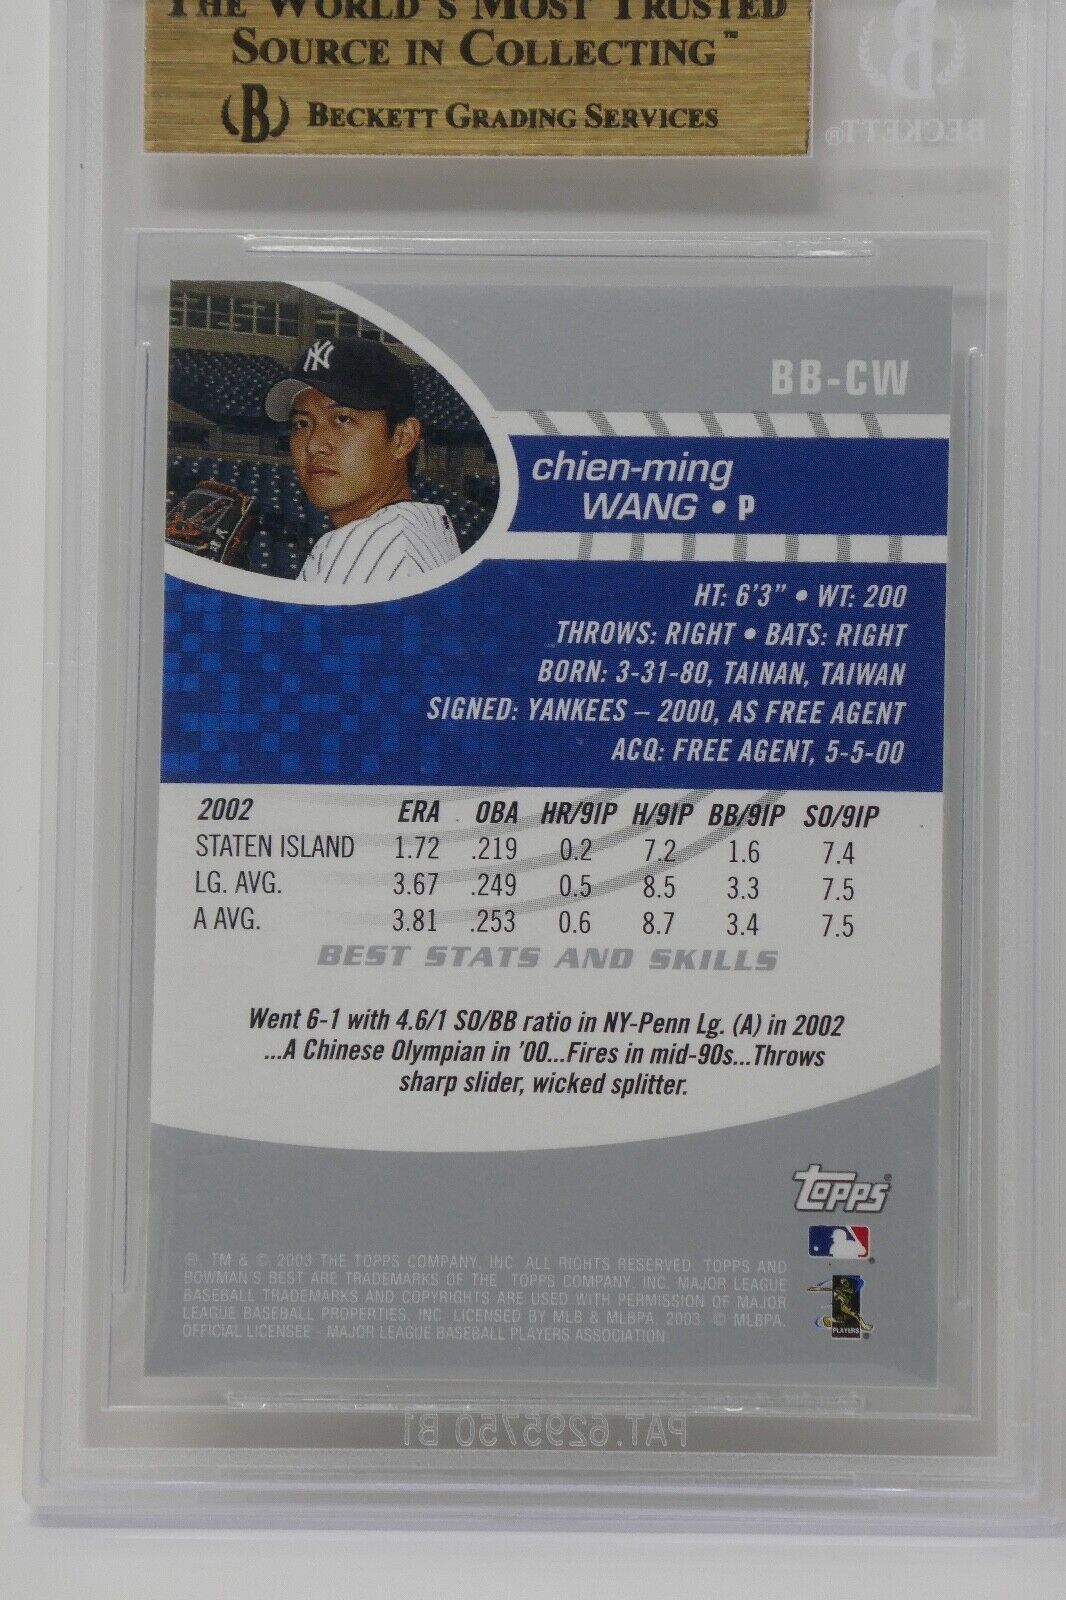 THE WORLD'S MOST TRUSTED
SOURCE IN COLLECTING™
B BECKETT GRADING SERVICES
B
BECKETT®
NY
BB-CW
chien-ming
WANG • P
HT: 6'3" • WT: 200
THROWS: RIGHT • BATS: RIGHT
BORN: 3-31-80, TAINAN, TAIWAN
SIGNED: YANKEES – 2000, AS FREE AGENT
ACQ: FREE AGENT, 5-5-00
2002 ERA OBA HR/9IP H/9IP BB/9IP SO/9IP
STATEN ISLAND 1.72 .219 0.2 7.2 1.6 7.4
LG. AVG. 3.67 .249 0.5 8.5 3.3 7.5
A AVG. 3.81 .253 0.6 8.7 3.4 7.5
BEST STATS AND SKILLS
Went 6-1 with 4.6/1 SO/BB ratio in NY-Penn Lg. (A) in 2002
...A Chinese Olympian in '00...Fires in mid-90s...Throws
sharp slider, wicked splitter.
Topps®
®, TM & © 2003 THE TOPPS COMPANY, INC. ALL RIGHTS RESERVED. TOPPS AND
BOWMAN'S BEST ARE TRADEMARKS OF THE TOPPS COMPANY, INC. MAJOR LEAGUE
BASEBALL TRADEMARKS AND COPYRIGHTS ARE USED WITH PERMISSION OF MAJOR
LEAGUE BASEBALL PROPERTIES, INC. LICENSED BY MLB & MLBPA, 2003. © MLBPA.
OFFICIAL LICENSEE - MAJOR LEAGUE BASEBALL PLAYERS ASSOCIATION
PLAYERS
PAT. 6295750 B1